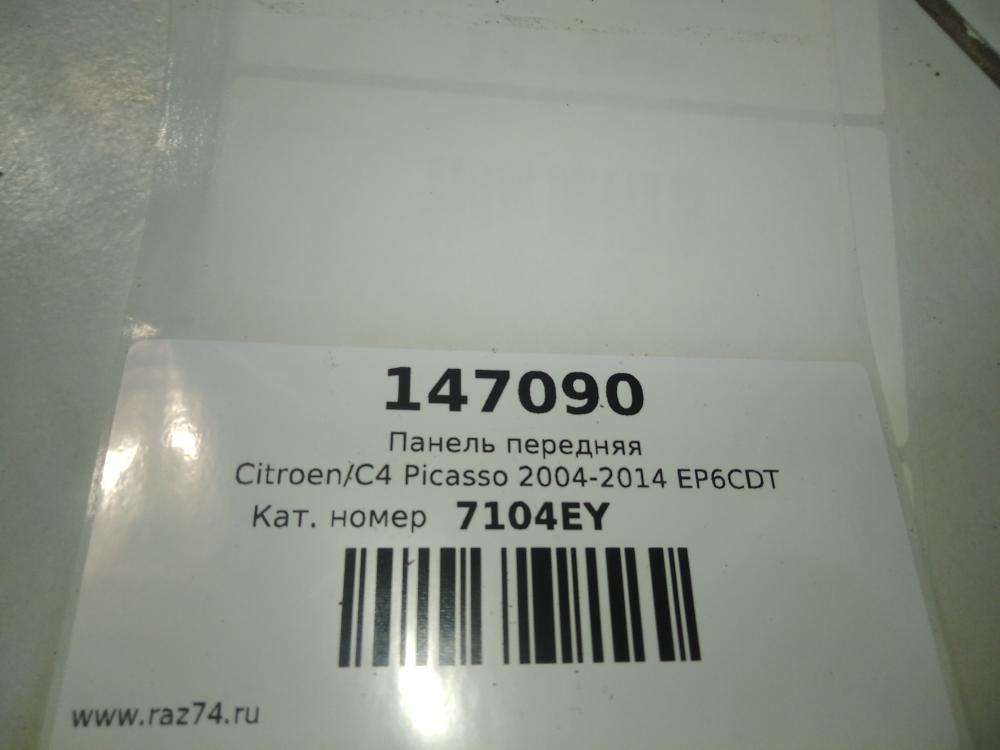 147090
Панель передняя
Citroen/C4 Picasso 2004-2014 EP6CDT
Кат. номер 7104EY
www.raz74.ru